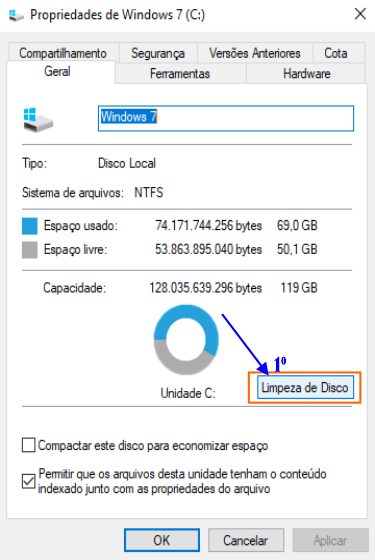 Propriedades de Windows 7 (C:)
Compartilhamento Segurança Versões Anteriores Cota
Geral Ferramentas Hardware
Windows 7
Tipo: Disco Local
Sistema de arquivos: NTFS
Espaço usado: 74.171.744.256 bytes 69,0 GB
Espaço livre: 53.863.895.040 bytes 50,1 GB
Capacidade: 128.035.639.296 bytes 119 GB
1º
Unidade C: Limpeza de Disco
Compactar este disco para economizar espaço
Permitir que os arquivos desta unidade tenham o conteúdo
indexado junto com as propriedades do arquivo
OK Cancelar Aplicar